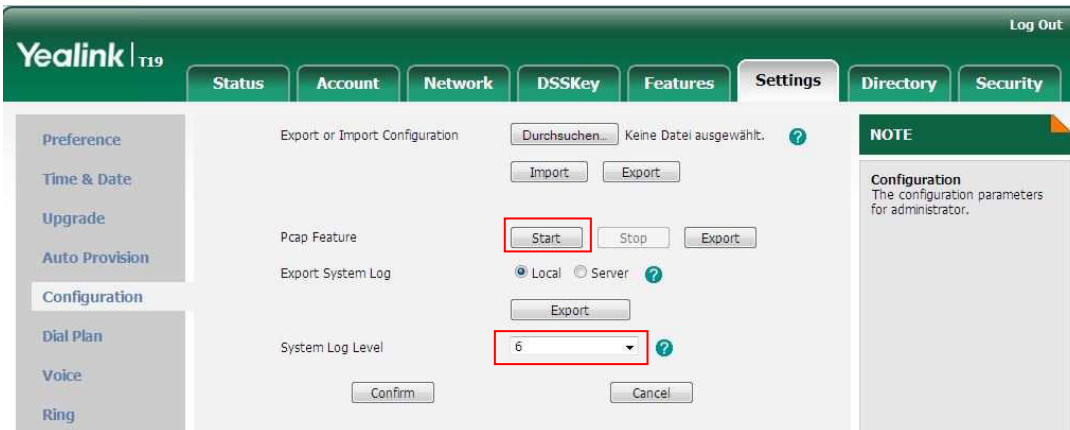 Log Out
Yealink T19
Status Account Network DSSKey Features Settings Directory Security
Preference
Time & Date
Upgrade
Auto Provision
Configuration
Dial Plan
Voice
Ring
Export or Import Configuration Durchsuchen... Keine Datei ausgewählt. ?
Import Export
Pcap Feature Start Stop Export
Export System Log Local Server ?
Export
System Log Level 6 ?
Confirm Cancel
NOTE
Configuration
The configuration parameters
for administrator.